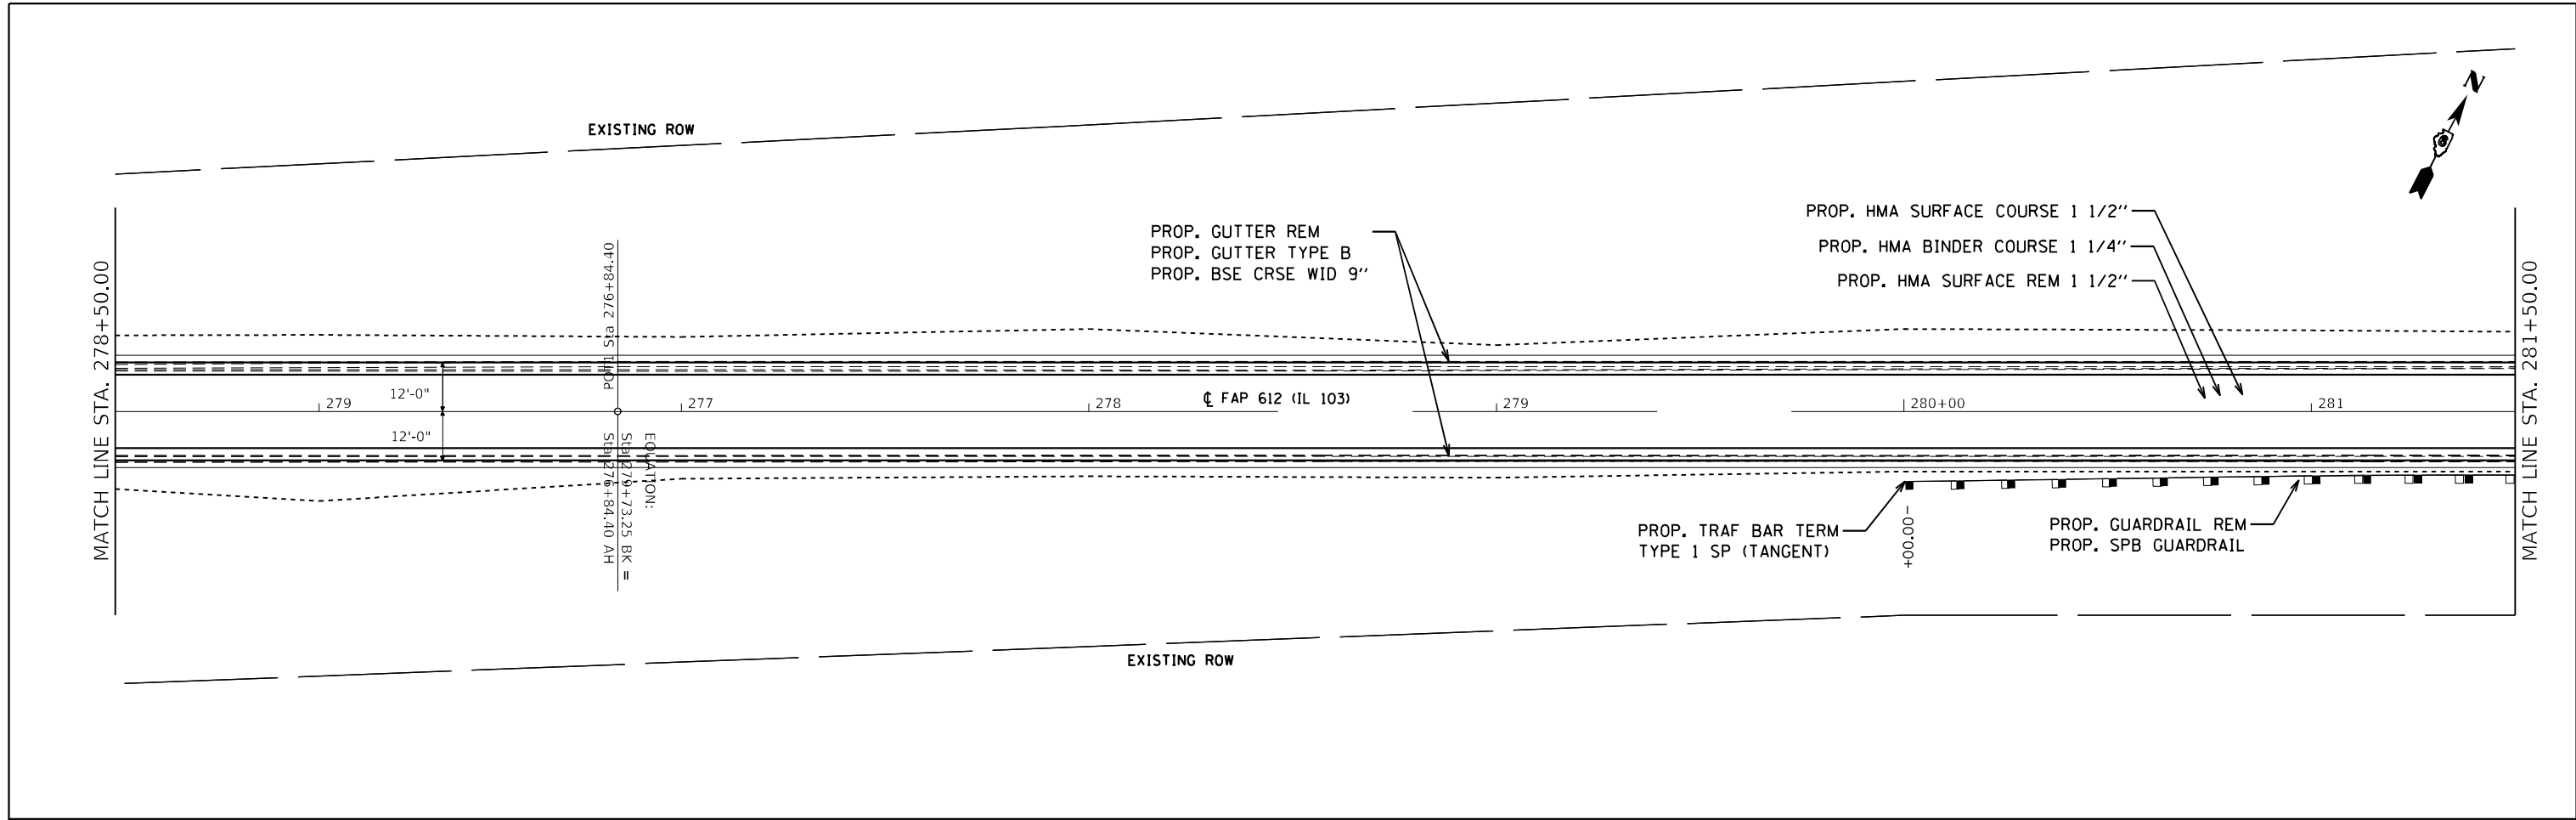 EXISTING ROW
N
PROP. HMA SURFACE COURSE 1 1/2"
PROP. HMA BINDER COURSE 1 1/4"
PROP. HMA SURFACE REM 1 1/2"
PROP. GUTTER REM
PROP. GUTTER TYPE B
PROP. BSE CRSE WID 9"
MATCH LINE STA. 278+50.00
Sta 276+84.40
MATCH LINE STA. 281+50.00
12'-0"
279
277
278
℄ FAP 612 (IL 103)
279
280+00
281
12'-0"
EQUATION:
Sta 279+73.25 BK =
Sta 276+84.40 AH
PROP. TRAF BAR TERM
TYPE 1 SP (TANGENT)
+00.00-
PROP. GUARDRAIL REM
PROP. SPB GUARDRAIL
EXISTING ROW